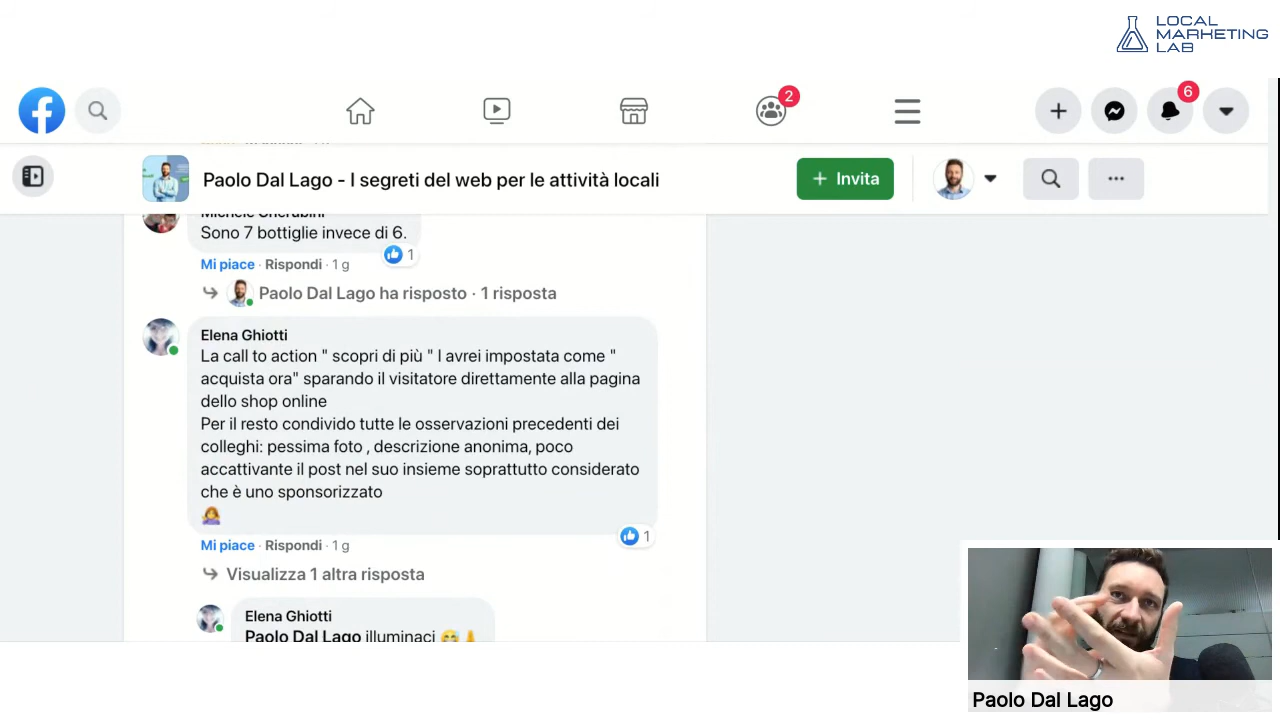 LOCAL
MARKETING
LAB
2
6
Paolo Dal Lago - I segreti del web per le attività locali
+ Invita
Michele Cherubini
Sono 7 bottiglie invece di 6.
1
Mi piace · Rispondi · 1 g
Paolo Dal Lago ha risposto · 1 risposta
Elena Ghiotti
La call to action " scopri di più " l avrei impostata come "
acquista ora" sparando il visitatore direttamente alla pagina
dello shop online
Per il resto condivido tutte le osservazioni precedenti dei
colleghi: pessima foto , descrizione anonima, poco
accattivante il post nel suo insieme soprattutto considerato
che è uno sponsorizzato
🤷‍♀️
1
Mi piace · Rispondi · 1 g
Visualizza 1 altra risposta
Elena Ghiotti
Paolo Dal Lago illuminaci 😂🙏
Paolo Dal Lago